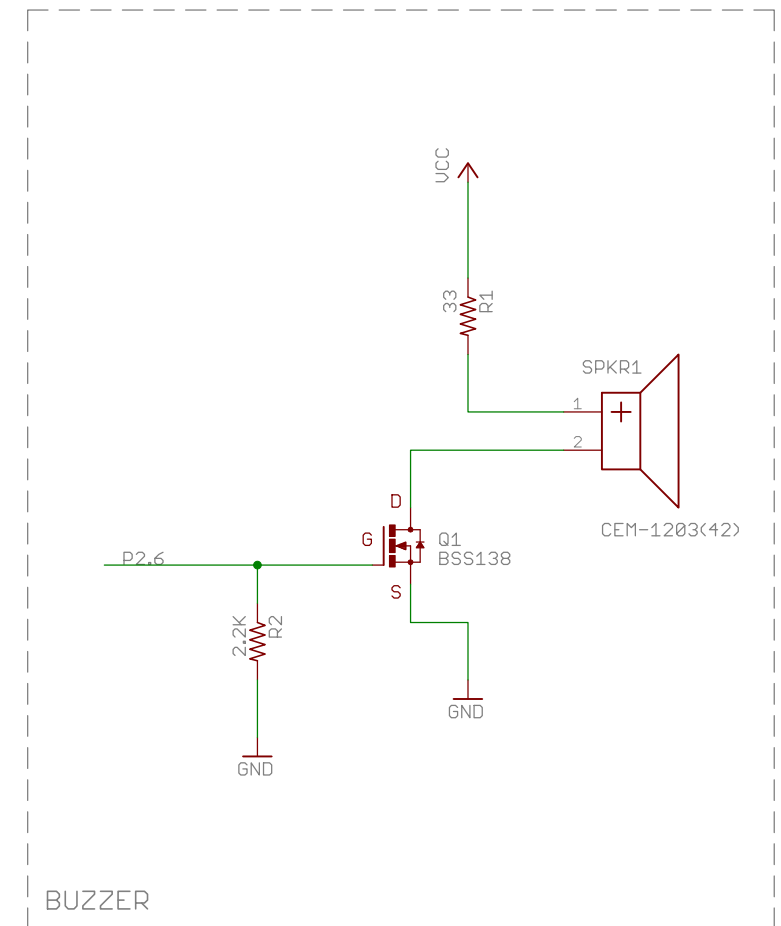 VCC
33
R1
SPKR1
1
+
2
CEM-1203(42)
D
G
Q1
BSS138
S
P2.6
2.2K
R2
GND
GND
BUZZER